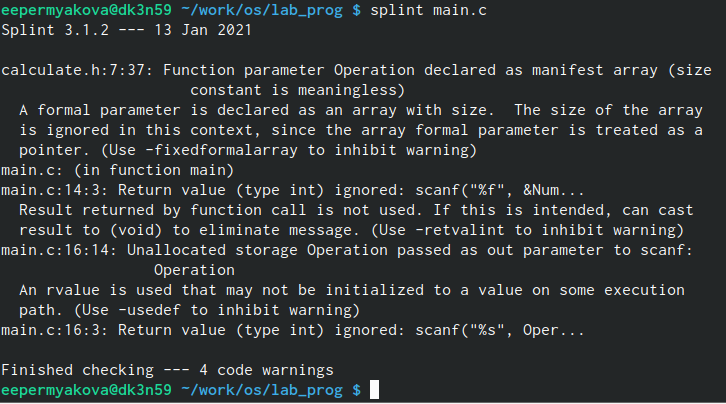 eepermyakova@dk3n59 ~/work/os/lab_prog $ splint main.c
Splint 3.1.2 --- 13 Jan 2021
calculate.h:7:37: Function parameter Operation declared as manifest array (size
constant is meaningless)
A formal parameter is declared as an array with size.  The size of the array
is ignored in this context, since the array formal parameter is treated as a
pointer. (Use -fixedformalarray to inhibit warning)
main.c: (in function main)
main.c:14:3: Return value (type int) ignored: scanf("%f", &Num...
Result returned by function call is not used. If this is intended, can cast
result to (void) to eliminate message. (Use -retvalint to inhibit warning)
main.c:16:14: Unallocated storage Operation passed as out parameter to scanf:
Operation
An rvalue is used that may not be initialized to a value on some execution
path. (Use -usedef to inhibit warning)
main.c:16:3: Return value (type int) ignored: scanf("%s", Oper...
Finished checking --- 4 code warnings
eepermyakova@dk3n59 ~/work/os/lab_prog $